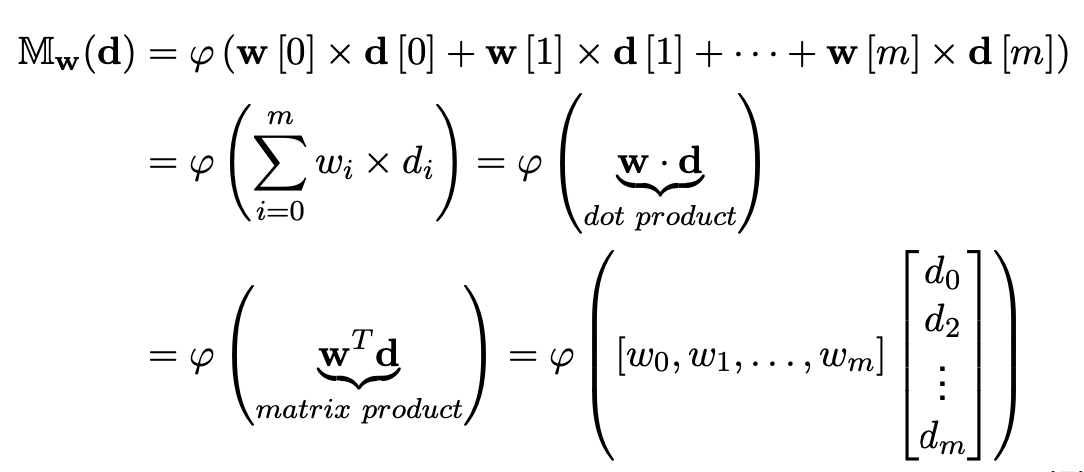 𝕄_𝐰(𝐝) = φ (𝐰 [0] × 𝐝 [0] + 𝐰 [1] × 𝐝 [1] + ··· + 𝐰 [m] × 𝐝 [m])
= φ (∑_{i=0}^{m} w_i × d_i) = φ (𝐰 · 𝐝)
dot product
= φ (𝐰^T 𝐝) = φ ([w_0, w_1, . . . , w_m] [d_0 d_2 ⋮ d_m])
matrix product